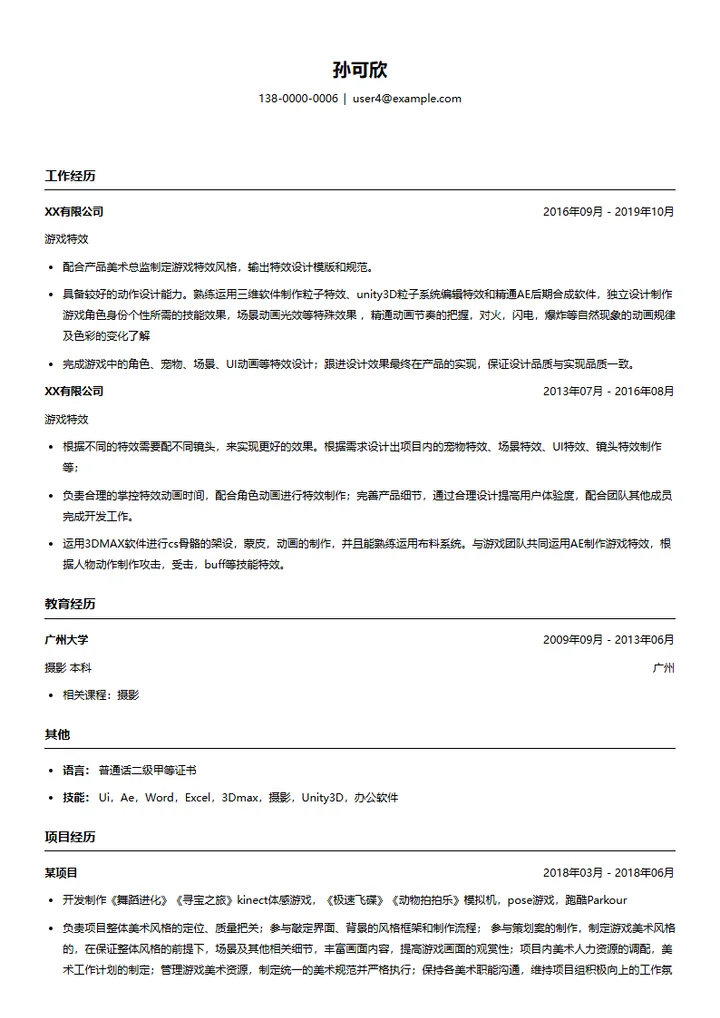 孙可欣
138-0000-0006 | user4@example.com
工作经历
XX有限公司 2016年09月 - 2019年10月
游戏特效
• 配合产品美术总监制定游戏特效风格，输出特效设计模版和规范。
• 具备较好的动作设计能力。熟练运用三维软件制作粒子特效、unity3D粒子系统编辑特效和精通AE后期合成软件，独立设计制作
游戏角色身份个性所需的技能效果，场景动画光效等特殊效果 ，精通动画节奏的把握，对火，闪电，爆炸等自然现象的动画规律
及色彩的变化了解
• 完成游戏中的角色、宠物、场景、UI动画等特效设计；跟进设计效果最终在产品的实现，保证设计品质与实现品质一致。
XX有限公司 2013年07月 - 2016年08月
游戏特效
• 根据不同的特效需要配不同镜头，来实现更好的效果。根据需求设计出项目内的宠物特效、场景特效、UI特效、镜头特效制作
等；
• 负责合理的掌控特效动画时间，配合角色动画进行特效制作；完善产品细节，通过合理设计提高用户体验度，配合团队其他成员
完成开发工作。
• 运用3DMAX软件进行cs骨骼的架设，蒙皮，动画的制作，并且能熟练运用布料系统。与游戏团队共同运用AE制作游戏特效，根
据人物动作制作攻击，受击，buff等技能特效。
教育经历
广州大学 2009年09月 - 2013年06月
摄影 本科 广州
• 相关课程：摄影
其他
• 语言： 普通话二级甲等证书
• 技能： Ui，Ae，Word，Excel，3Dmax，摄影，Unity3D，办公软件
项目经历
某项目 2018年03月 - 2018年06月
• 开发制作《舞蹈进化》《寻宝之旅》kinect体感游戏，《极速飞碟》《动物拍拍乐》模拟机，pose游戏，跑酷Parkour
• 负责项目整体美术风格的定位、质量把关；参与敲定界面、背景的风格框架和制作流程； 参与策划案的制作，制定游戏美术风格
的，在保证整体风格的前提下，场景及其他相关细节，丰富画面内容，提高游戏画面的观赏性；项目内美术人力资源的调配，美
术工作计划的制定；管理游戏美术资源，制定统一的美术规范并严格执行；保持各美术职能沟通，维持项目组积极向上的工作氛